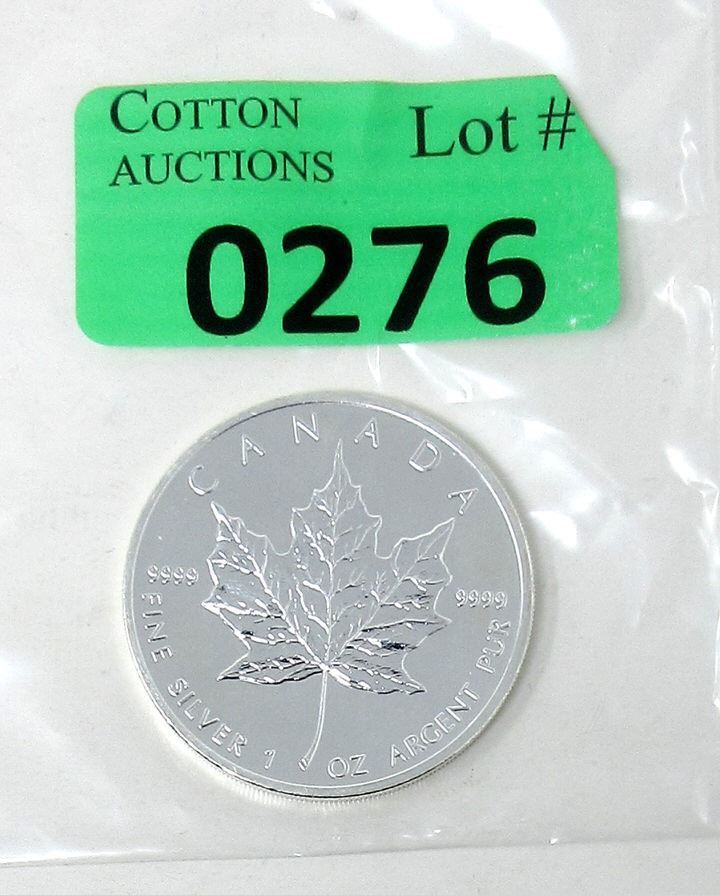 COTTON
AUCTIONS
Lot #
0276
CANADA
9999
9999
FINE SILVER 1 OZ ARGENT PUR